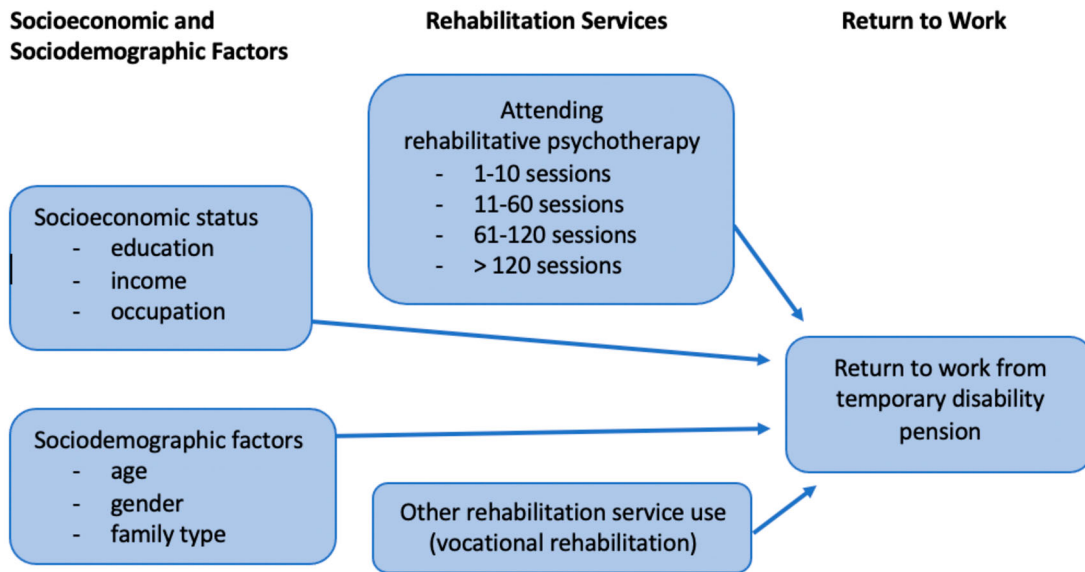 Socioeconomic and
Sociodemographic Factors
Rehabilitation Services
Return to Work
Attending
rehabilitative psychotherapy
- 1-10 sessions
- 11-60 sessions
- 61-120 sessions
- > 120 sessions
Socioeconomic status
- education
- income
- occupation
Sociodemographic factors
- age
- gender
- family type
Other rehabilitation service use
(vocational rehabilitation)
Return to work from
temporary disability
pension